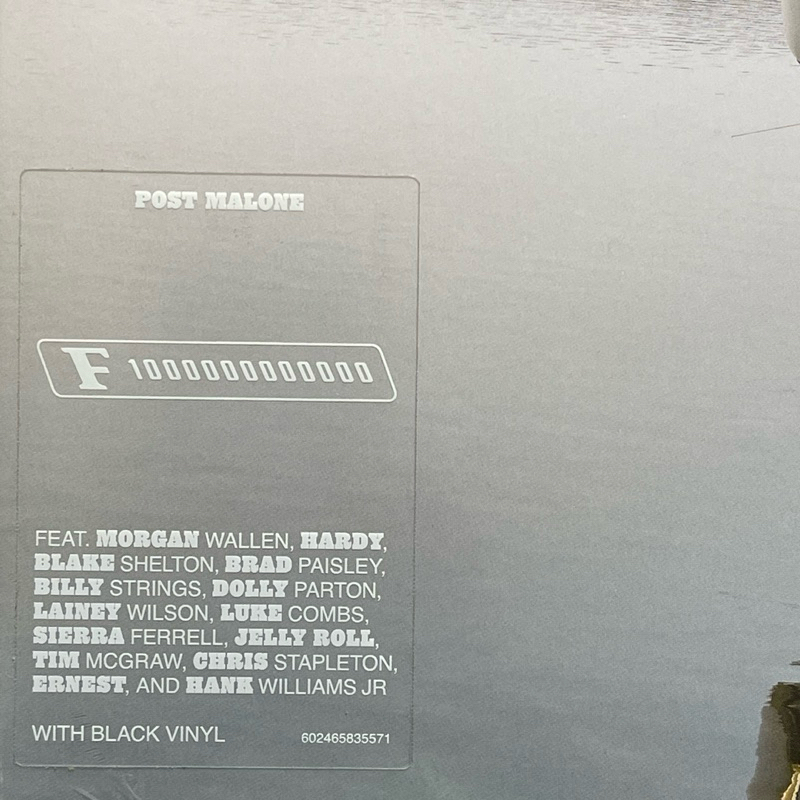 POST MALONE
F 1000000000000
FEAT. MORGAN WALLEN, HARDY,
BLAKE SHELTON, BRAD PAISLEY,
BILLY STRINGS, DOLLY PARTON,
LAINEY WILSON, LUKE COMBS,
SIERRA FERRELL, JELLY ROLL,
TIM MCGRAW, CHRIS STAPLETON,
ERNEST, AND HANK WILLIAMS JR
WITH BLACK VINYL
602465835571